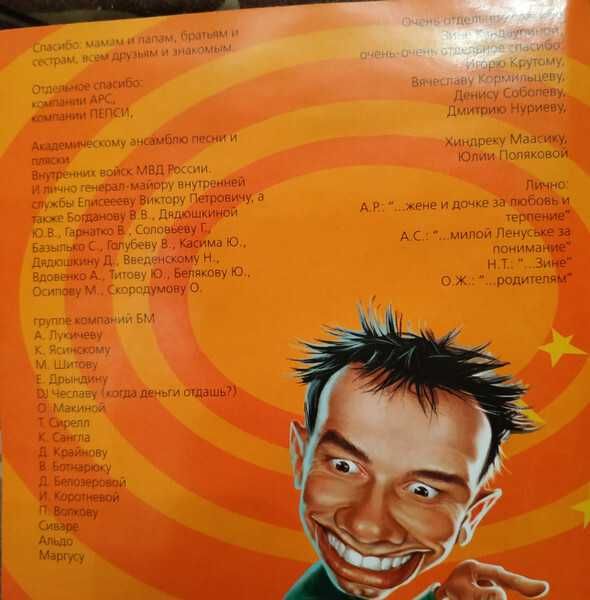 Спасибо: мамам и папам, братьям и
сестрам, всем друзьям и знакомым.
Отдельное спасибо:
компании АРС,
компании ПЕПСИ,
Академическому ансамблю песни и
пляски
Внутренних войск МВД России.
И лично генерал-майору внутренней
службы Елисеееву Виктору Петровичу, а
также Богданову В.В., Дядюшкиной
Ю.В., Гарнатко В., Соловьеву Г.,
Базылько С., Голубеву В., Касима Ю.,
Дядюшкину Д., Введенскому Н.,
Вдовенко А., Титову Ю., Белякову Ю.,
Осипову М., Скородумову О.
группе компаний БМ
А. Лукичеву
К. Ясинскому
М. Шитову
Е. Дрындину
DJ Чеславу (когда деньги отдашь?)
О. Макиной
Т. Сирелл
К. Сангла
Д. Крайнову
В. Ботнарюку
Д. Белозеровой
И. Коротневой
П. Волкову
Сиваре
Альдо
Маргусу
Очень отдельное
Зине
очень-очень отдельное спасибо:
Игорю Крутому,
Вячеславу Кормильцеву,
Денису Соболеву,
Дмитрию Нуриеву,
Хиндреку Маасику,
Юлии Поляковой
Лично:
А.Р.: “...жене и дочке за любовь и
терпение”
А.С.: “...милой Ленуське за
понимание”
Н.Т.: “...Зине”
О.Ж.: “...родителям”